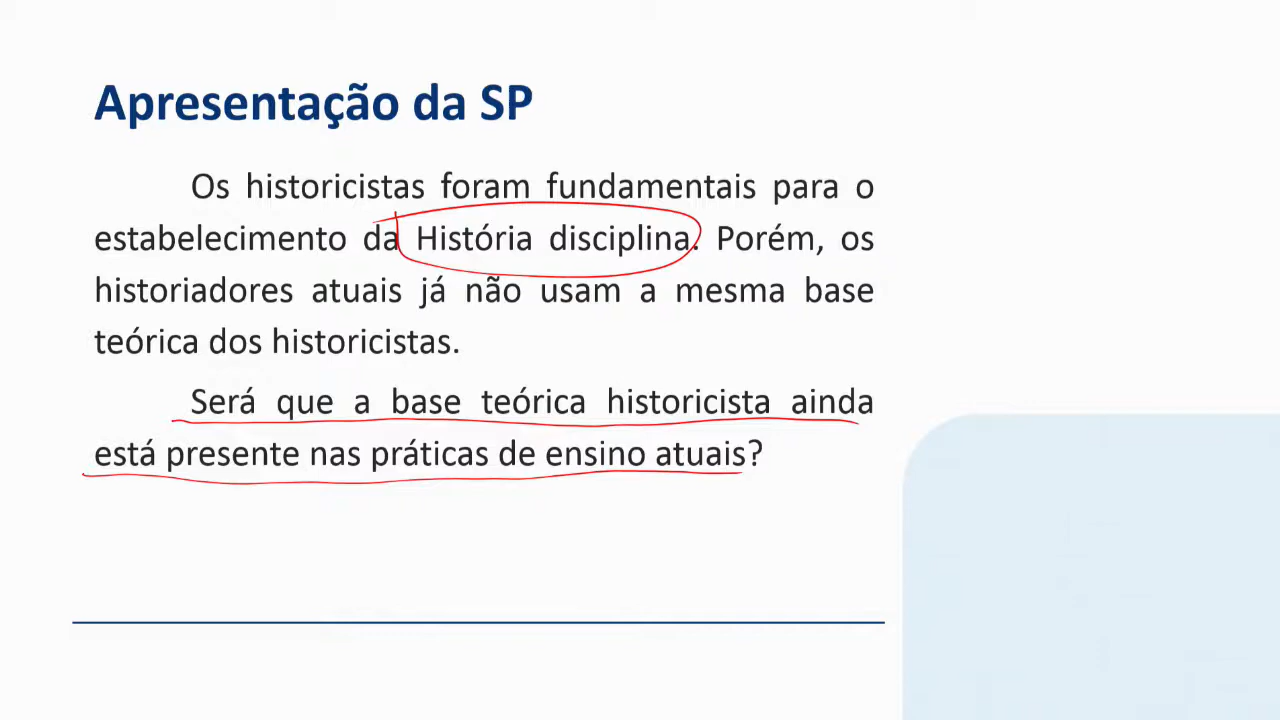 Apresentação da SP
Os historicistas foram fundamentais para o
estabelecimento da História disciplina. Porém, os
historiadores atuais já não usam a mesma base
teórica dos historicistas.
Será que a base teórica historicista ainda
está presente nas práticas de ensino atuais?